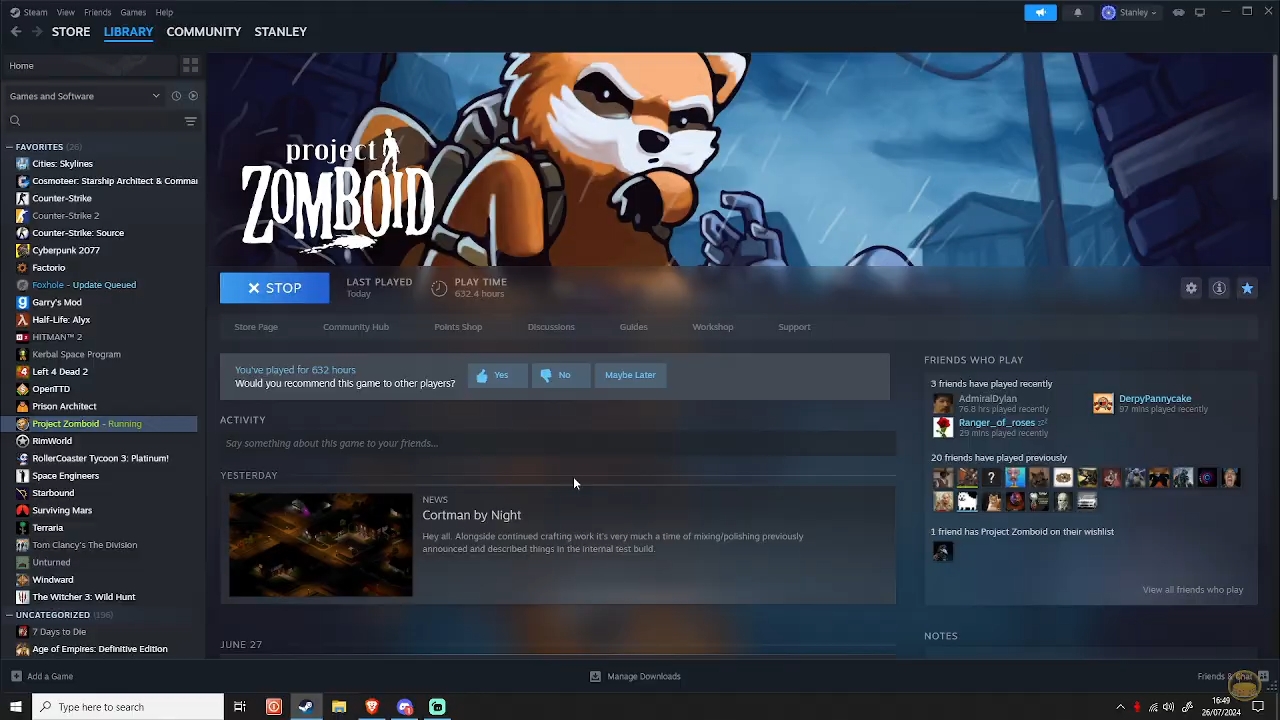 Steam View Friends Games Help
Stanley
STORE LIBRARY COMMUNITY STANLEY
Home
Games and Software
FAVORITES (26)
Cities: Skylines
Cosmoteer: Starship Architect & Comma
Counter-Strike
Counter-Strike 2
Counter-Strike: Source
Cyberpunk 2077
Factorio
Foxhole - Update Queued
Garry's Mod
Half-Life: Alyx
HITMAN™ 2
Kerbal Space Program
Left 4 Dead 2
OpenTTD
Prison Architect
Project Zomboid - Running
RimWorld
RollerCoaster Tycoon 3: Platinum!
Space Engineers
Starbound
Surviving Mars
Terraria
Tom Clancy's The Division
Unturned
Windward
The Witcher 3: Wild Hunt
UNCATEGORIZED (196)
7 Days to Die
Age of Empires: Definitive Edition
project
ZOMBOID
STOP
LAST PLAYED
Today
PLAY TIME
632.4 hours
Store Page Community Hub Points Shop Discussions Guides Workshop Support
You've played for 632 hours
Would you recommend this game to other players?
Yes No Maybe Later
ACTIVITY
Say something about this game to your friends...
YESTERDAY
NEWS
Cortman by Night
Hey all. Alongside continued crafting work it's very much a time of mixing/polishing previously
announced and described things in the internal test build.
JUNE 27
FRIENDS WHO PLAY
3 friends have played recently
AdmiralDylan
76.8 hrs played recently
DerpyPannycake
97 mins played recently
Ranger_of_roses zz
29 mins played recently
20 friends have played previously
?
1 friend has Project Zomboid on their wishlist
View all friends who play
NOTES
Add a Game
Manage Downloads
Friends & Chat
Type here to search
16:49
26/07/2024